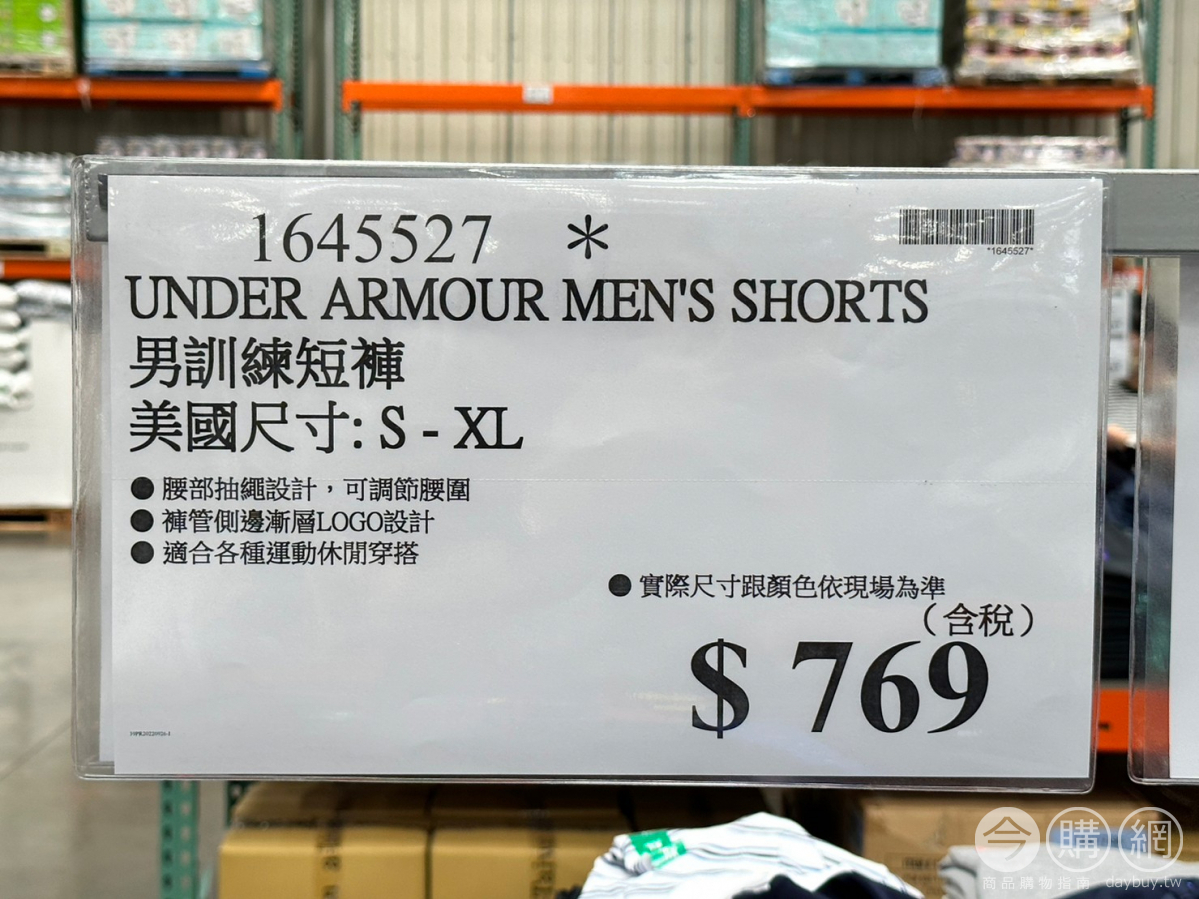 1645527 *
*1645527*
UNDER ARMOUR MEN'S SHORTS
男訓練短褲
美國尺寸: S - XL
● 腰部抽繩設計，可調節腰圍
● 褲管側邊漸層LOGO設計
● 適合各種運動休閒穿搭
● 實際尺寸跟顏色依現場為準
（含稅）
$ 769
今購網
商品購物指南 daybuy.tw